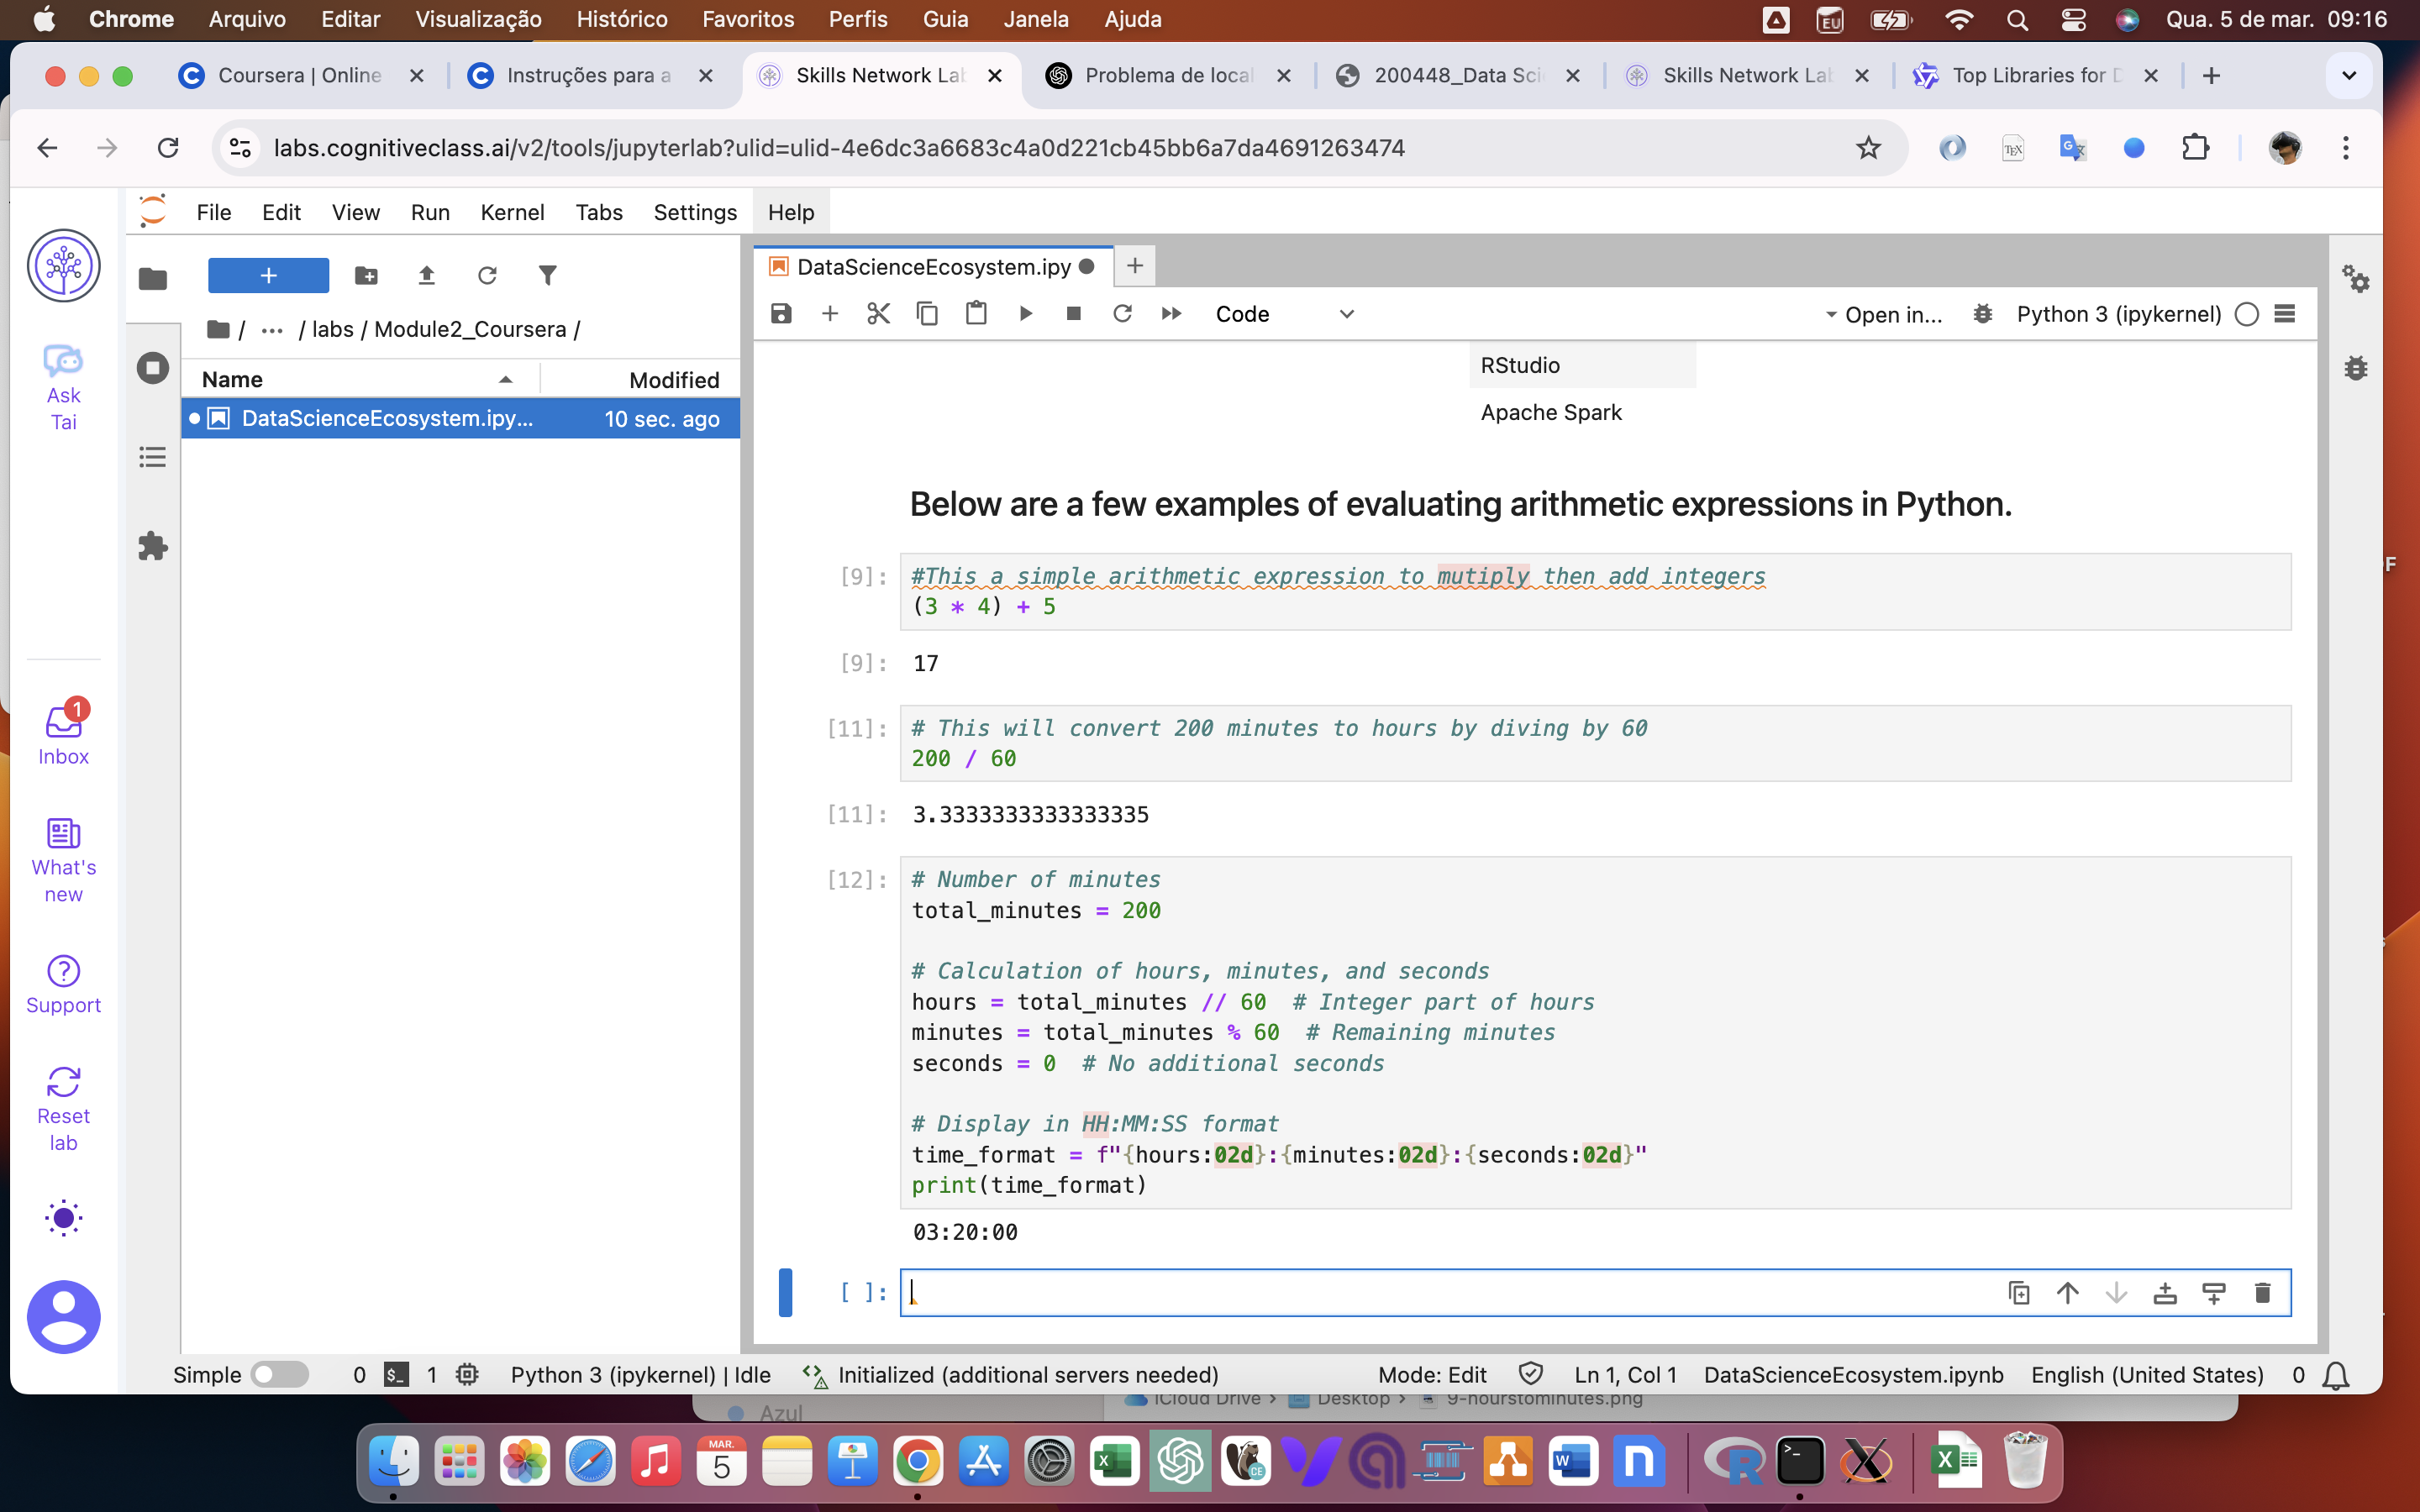 Chrome Arquivo Editar Visualização Histórico Favoritos Perfis Guia Janela Ajuda EU Qua. 5 de mar. 09:16
Coursera | Online Instruções para a Skills Network La Problema de local 200448_Data Sci Skills Network La Top Libraries for D
labs.cognitiveclass.ai/v2/tools/jupyterlab?ulid=ulid-4e6dc3a6683c4a0d221cb45bb6a7da4691263474
File Edit View Run Kernel Tabs Settings Help
DataScienceEcosystem.ipy
Code Open in... Python 3 (ipykernel)
/ ... / labs / Module2_Coursera /
Name Modified
DataScienceEcosystem.ipy... 10 sec. ago
Ask
Tai
Inbox 1
What's
new
Support
Reset
lab
RStudio
Apache Spark
Below are a few examples of evaluating arithmetic expressions in Python.
[9]: #This a simple arithmetic expression to mutiply then add integers
(3 * 4) + 5
[9]: 17
[11]: # This will convert 200 minutes to hours by diving by 60
200 / 60
[11]: 3.3333333333333335
[12]: # Number of minutes
total_minutes = 200
# Calculation of hours, minutes, and seconds
hours = total_minutes // 60 # Integer part of hours
minutes = total_minutes % 60 # Remaining minutes
seconds = 0 # No additional seconds
# Display in HH:MM:SS format
time_format = f"{hours:02d}:{minutes:02d}:{seconds:02d}"
print(time_format)
03:20:00
[ ]:
Simple 0 $_ 1 Python 3 (ipykernel) | Idle Initialized (additional servers needed) Mode: Edit Ln 1, Col 1 DataScienceEcosystem.ipynb English (United States) 0
Azul iCloud Drive › Desktop › 9-hourstominutes.png
MAR.
5